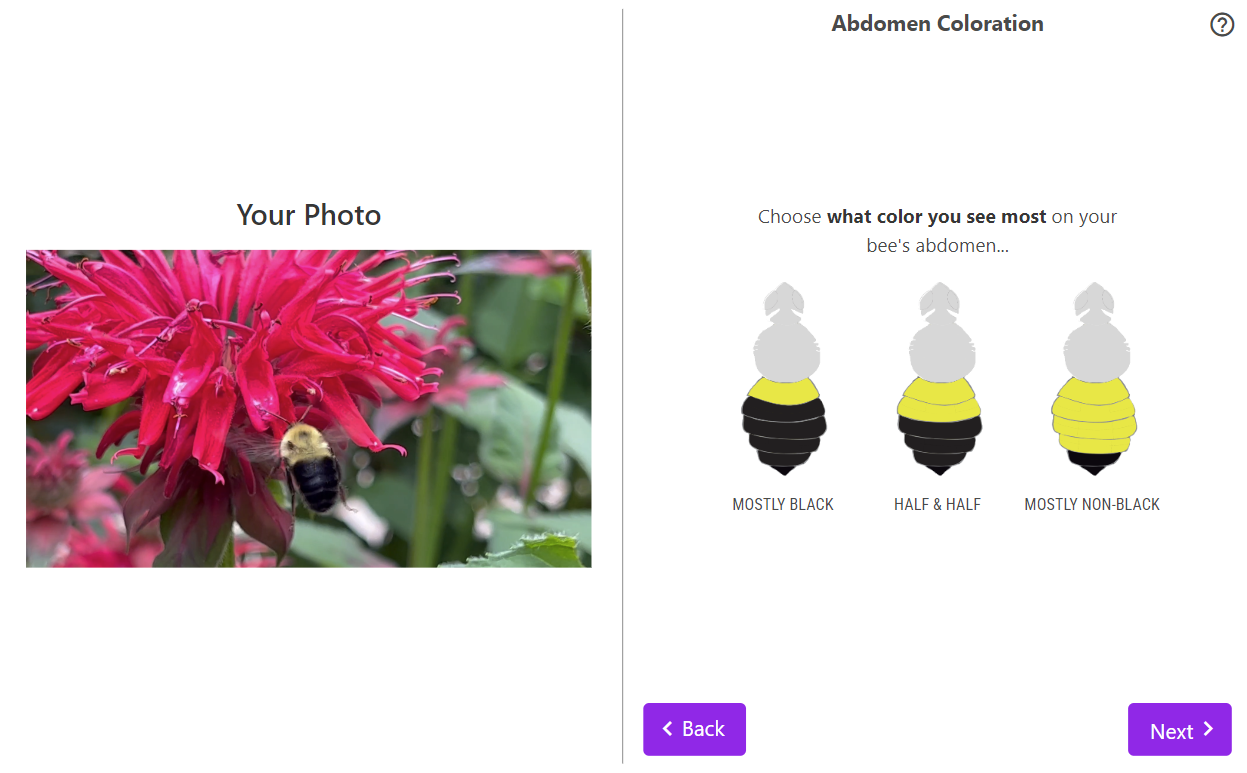 Abdomen Coloration
Your Photo
Choose what color you see most on your
bee's abdomen...
MOSTLY BLACK
HALF & HALF
MOSTLY NON-BLACK
Back
Next